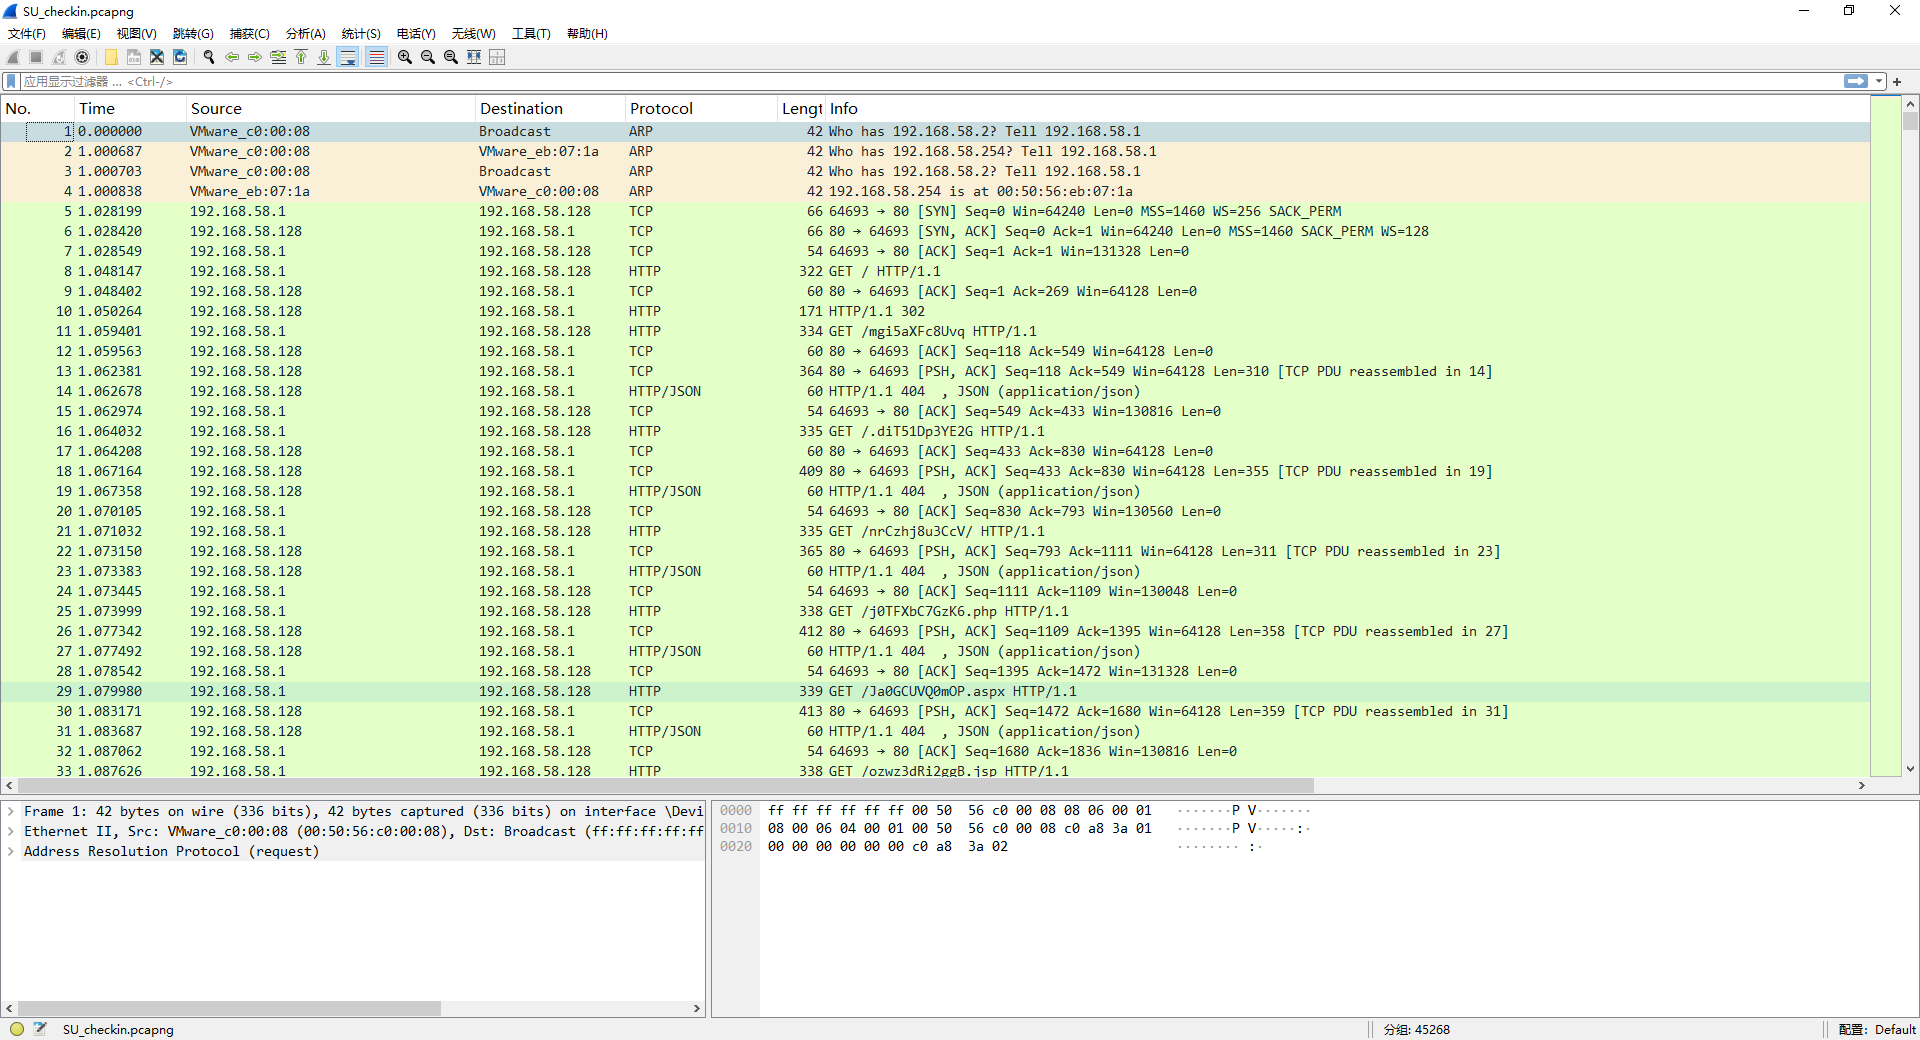 SU_checkin.pcapng
文件(F) 编辑(E) 视图(V) 跳转(G) 捕获(C) 分析(A) 统计(S) 电话(Y) 无线(W) 工具(T) 帮助(H)
应用显示过滤器 … <Ctrl-/>
No. Time Source Destination Protocol Lengt Info
1 0.000000 VMware_c0:00:08 Broadcast ARP 42 Who has 192.168.58.2? Tell 192.168.58.1
2 1.000687 VMware_c0:00:08 VMware_eb:07:1a ARP 42 Who has 192.168.58.254? Tell 192.168.58.1
3 1.000703 VMware_c0:00:08 Broadcast ARP 42 Who has 192.168.58.2? Tell 192.168.58.1
4 1.000838 VMware_eb:07:1a VMware_c0:00:08 ARP 42 192.168.58.254 is at 00:50:56:eb:07:1a
5 1.028199 192.168.58.1 192.168.58.128 TCP 66 64693 → 80 [SYN] Seq=0 Win=64240 Len=0 MSS=1460 WS=256 SACK_PERM
6 1.028420 192.168.58.128 192.168.58.1 TCP 66 80 → 64693 [SYN, ACK] Seq=0 Ack=1 Win=64240 Len=0 MSS=1460 SACK_PERM WS=128
7 1.028549 192.168.58.1 192.168.58.128 TCP 54 64693 → 80 [ACK] Seq=1 Ack=1 Win=131328 Len=0
8 1.048147 192.168.58.1 192.168.58.128 HTTP 322 GET / HTTP/1.1
9 1.048402 192.168.58.128 192.168.58.1 TCP 60 80 → 64693 [ACK] Seq=1 Ack=269 Win=64128 Len=0
10 1.050264 192.168.58.128 192.168.58.1 HTTP 171 HTTP/1.1 302
11 1.059401 192.168.58.1 192.168.58.128 HTTP 334 GET /mgi5aXFc8Uvq HTTP/1.1
12 1.059563 192.168.58.128 192.168.58.1 TCP 60 80 → 64693 [ACK] Seq=118 Ack=549 Win=64128 Len=0
13 1.062381 192.168.58.128 192.168.58.1 TCP 364 80 → 64693 [PSH, ACK] Seq=118 Ack=549 Win=64128 Len=310 [TCP PDU reassembled in 14]
14 1.062678 192.168.58.128 192.168.58.1 HTTP/JSON 60 HTTP/1.1 404 , JSON (application/json)
15 1.062974 192.168.58.1 192.168.58.128 TCP 54 64693 → 80 [ACK] Seq=549 Ack=433 Win=130816 Len=0
16 1.064032 192.168.58.1 192.168.58.128 HTTP 335 GET /.diT51Dp3YE2G HTTP/1.1
17 1.064208 192.168.58.128 192.168.58.1 TCP 60 80 → 64693 [ACK] Seq=433 Ack=830 Win=64128 Len=0
18 1.067164 192.168.58.128 192.168.58.1 TCP 409 80 → 64693 [PSH, ACK] Seq=433 Ack=830 Win=64128 Len=355 [TCP PDU reassembled in 19]
19 1.067358 192.168.58.128 192.168.58.1 HTTP/JSON 60 HTTP/1.1 404 , JSON (application/json)
20 1.070105 192.168.58.1 192.168.58.128 TCP 54 64693 → 80 [ACK] Seq=830 Ack=793 Win=130560 Len=0
21 1.071032 192.168.58.1 192.168.58.128 HTTP 335 GET /nrCzhj8u3CcV/ HTTP/1.1
22 1.073150 192.168.58.128 192.168.58.1 TCP 365 80 → 64693 [PSH, ACK] Seq=793 Ack=1111 Win=64128 Len=311 [TCP PDU reassembled in 23]
23 1.073383 192.168.58.128 192.168.58.1 HTTP/JSON 60 HTTP/1.1 404 , JSON (application/json)
24 1.073445 192.168.58.1 192.168.58.128 TCP 54 64693 → 80 [ACK] Seq=1111 Ack=1109 Win=130048 Len=0
25 1.073999 192.168.58.1 192.168.58.128 HTTP 338 GET /j0TFXbC7GzK6.php HTTP/1.1
26 1.077342 192.168.58.128 192.168.58.1 TCP 412 80 → 64693 [PSH, ACK] Seq=1109 Ack=1395 Win=64128 Len=358 [TCP PDU reassembled in 27]
27 1.077492 192.168.58.128 192.168.58.1 HTTP/JSON 60 HTTP/1.1 404 , JSON (application/json)
28 1.078542 192.168.58.1 192.168.58.128 TCP 54 64693 → 80 [ACK] Seq=1395 Ack=1472 Win=131328 Len=0
29 1.079980 192.168.58.1 192.168.58.128 HTTP 339 GET /Ja0GCUVQ0mOP.aspx HTTP/1.1
30 1.083171 192.168.58.128 192.168.58.1 TCP 413 80 → 64693 [PSH, ACK] Seq=1472 Ack=1680 Win=64128 Len=359 [TCP PDU reassembled in 31]
31 1.083687 192.168.58.128 192.168.58.1 HTTP/JSON 60 HTTP/1.1 404 , JSON (application/json)
32 1.087062 192.168.58.1 192.168.58.128 TCP 54 64693 → 80 [ACK] Seq=1680 Ack=1836 Win=130816 Len=0
33 1.087626 192.168.58.1 192.168.58.128 HTTP 338 GET /ozwz3dRi2ggB.jsp HTTP/1.1
Frame 1: 42 bytes on wire (336 bits), 42 bytes captured (336 bits) on interface \Devi
Ethernet II, Src: VMware_c0:00:08 (00:50:56:c0:00:08), Dst: Broadcast (ff:ff:ff:ff:ff
Address Resolution Protocol (request)
0000 ff ff ff ff ff ff 00 50 56 c0 00 08 08 06 00 01 ·······P V·······
0010 08 00 06 04 00 01 00 50 56 c0 00 08 c0 a8 3a 01 ·······P V·····:·
0020 00 00 00 00 00 00 c0 a8 3a 02 ········ :·
SU_checkin.pcapng
分组: 45268
配置: Default